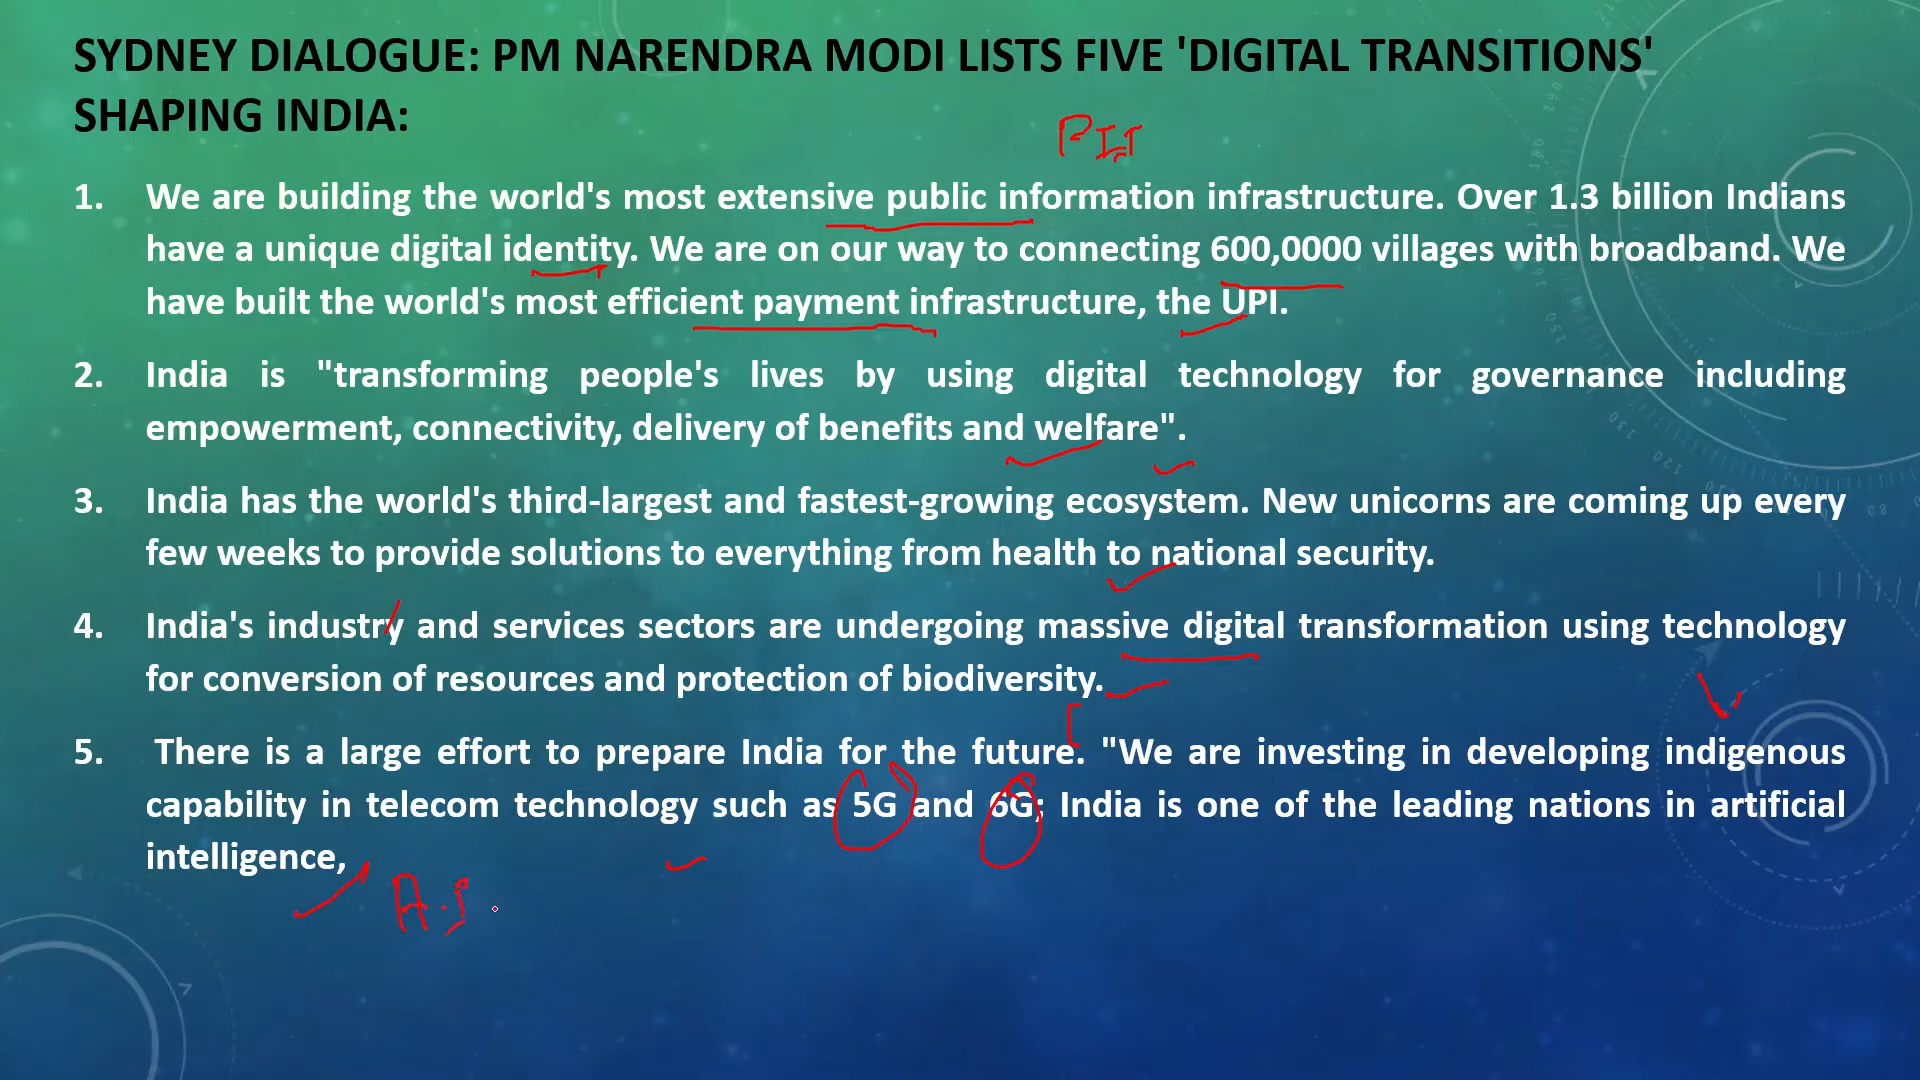 SYDNEY DIALOGUE: PM NARENDRA MODI LISTS FIVE 'DIGITAL TRANSITIONS'
SHAPING INDIA:
PII
1. We are building the world's most extensive public information infrastructure. Over 1.3 billion Indians
have a unique digital identity. We are on our way to connecting 600,0000 villages with broadband. We
have built the world's most efficient payment infrastructure, the UPI.
2. India is "transforming people's lives by using digital technology for governance including
empowerment, connectivity, delivery of benefits and welfare".
3. India has the world's third-largest and fastest-growing ecosystem. New unicorns are coming up every
few weeks to provide solutions to everything from health to national security.
4. India's industry and services sectors are undergoing massive digital transformation using technology
for conversion of resources and protection of biodiversity.
5. There is a large effort to prepare India for the future. "We are investing in developing indigenous
capability in telecom technology such as 5G and 6G; India is one of the leading nations in artificial
intelligence,
A.I